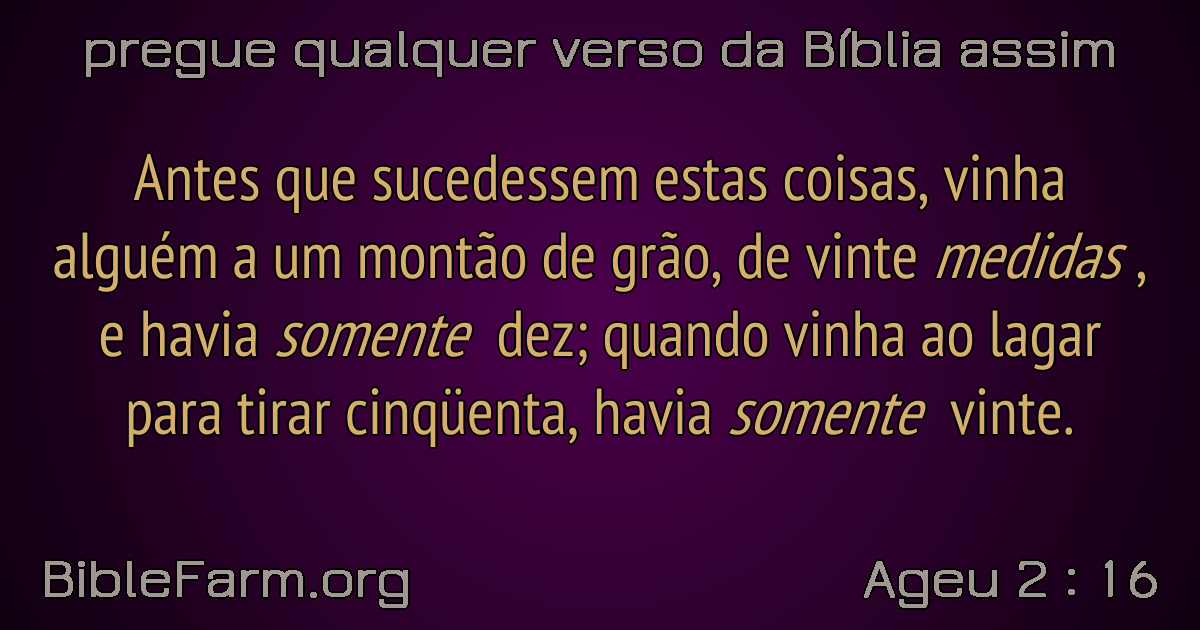 pregue qualquer verso da Bíblia assim
Antes que sucedessem estas coisas, vinha
alguém a um montão de grão, de vinte medidas ,
e havia somente dez; quando vinha ao lagar
para tirar cinqüenta, havia somente vinte.
BibleFarm.org
Ageu 2 : 16